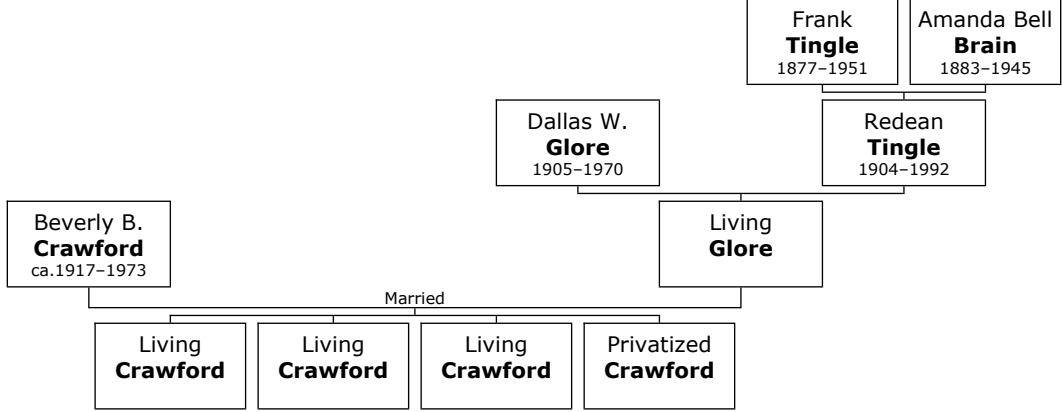 Frank
Tingle
1877–1951
Amanda Bell
Brain
1883–1945
Dallas W.
Glore
1905–1970
Redean
Tingle
1904–1992
Beverly B.
Crawford
ca.1917–1973
Living
Glore
Married
Living
Crawford
Living
Crawford
Living
Crawford
Privatized
Crawford